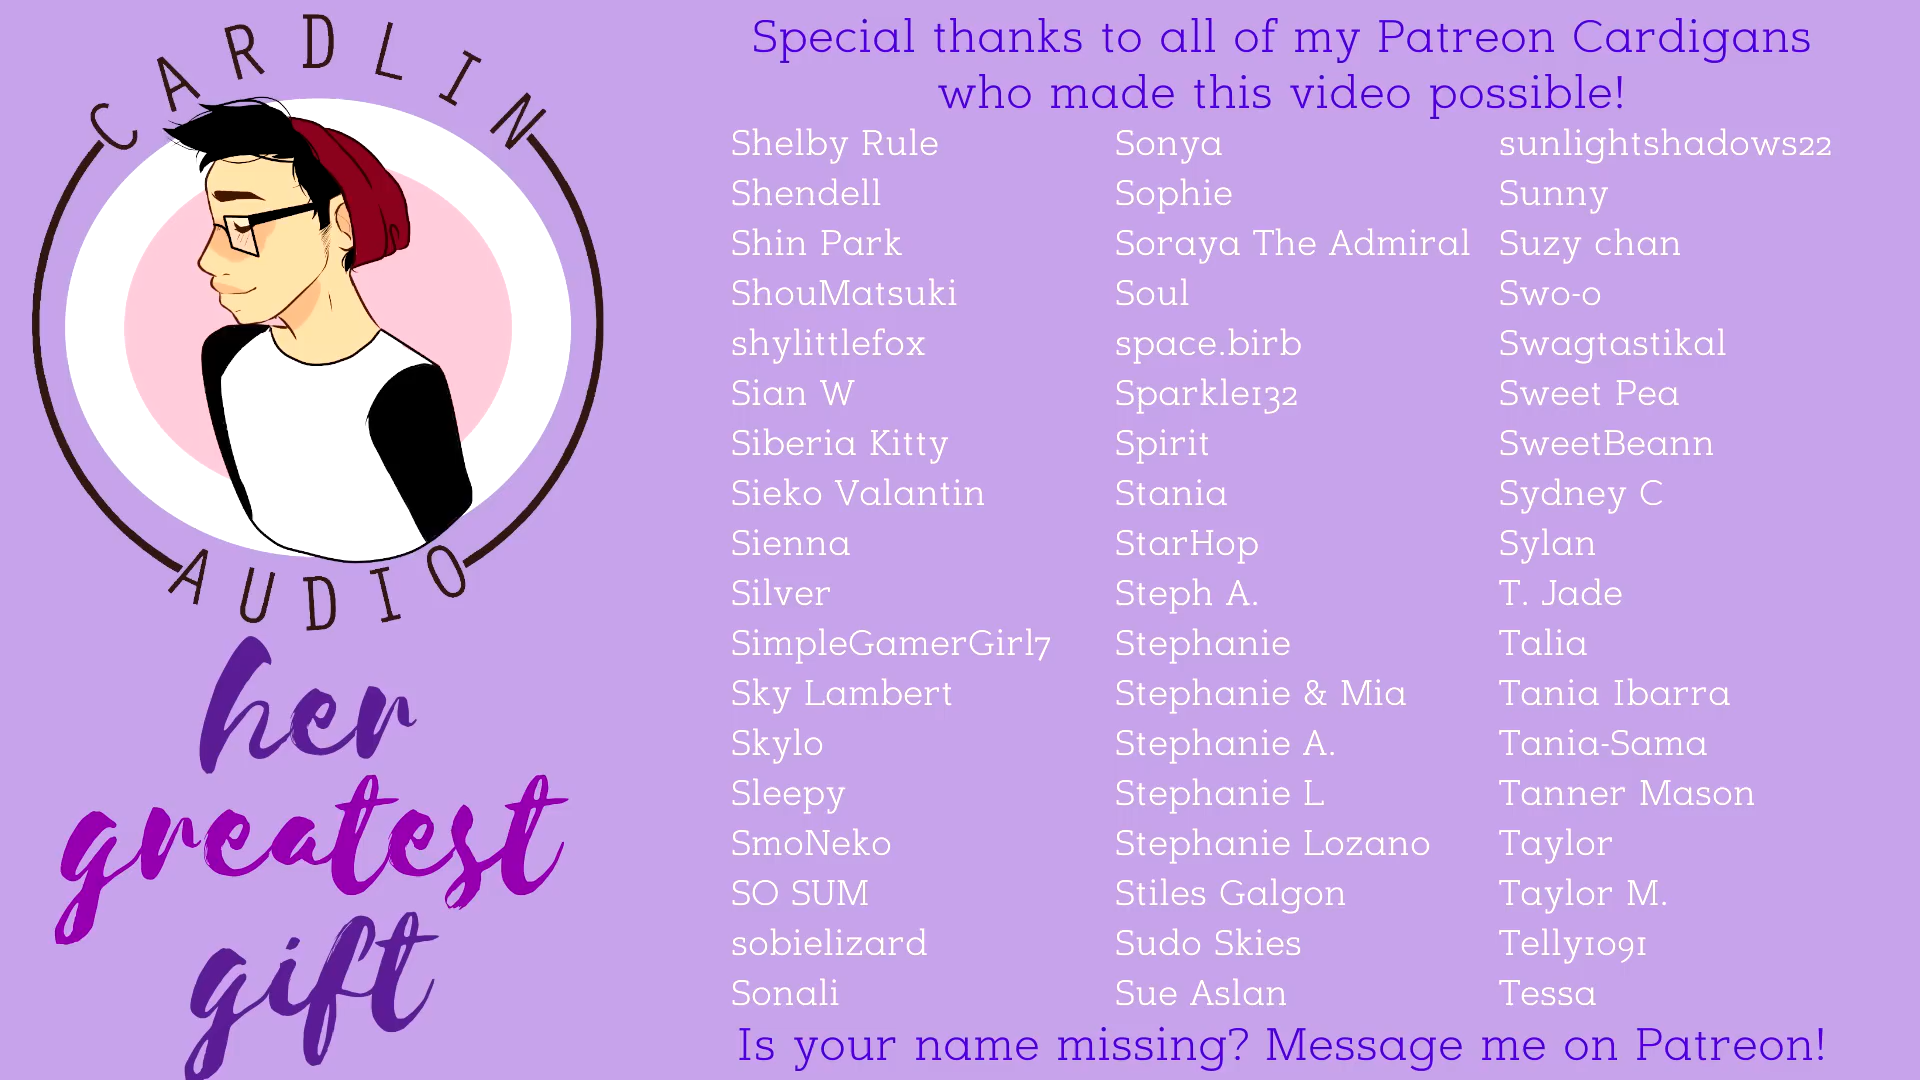 CARDLIN
AUDIO
her
greatest
gift
Special thanks to all of my Patreon Cardigans
who made this video possible!
Shelby Rule
Shendell
Shin Park
ShouMatsuki
shylittlefox
Sian W
Siberia Kitty
Sieko Valantin
Sienna
Silver
SimpleGamerGirl7
Sky Lambert
Skylo
Sleepy
SmoNeko
SO SUM
sobielizard
Sonali
Sonya
Sophie
Soraya The Admiral
Soul
space.birb
Sparkle132
Spirit
Stania
StarHop
Steph A.
Stephanie
Stephanie & Mia
Stephanie A.
Stephanie L
Stephanie Lozano
Stiles Galgon
Sudo Skies
Sue Aslan
sunlightshadows22
Sunny
Suzy chan
Swo-o
Swagtastikal
Sweet Pea
SweetBeann
Sydney C
Sylan
T. Jade
Talia
Tania Ibarra
Tania-Sama
Tanner Mason
Taylor
Taylor M.
Telly1091
Tessa
Is your name missing? Message me on Patreon!